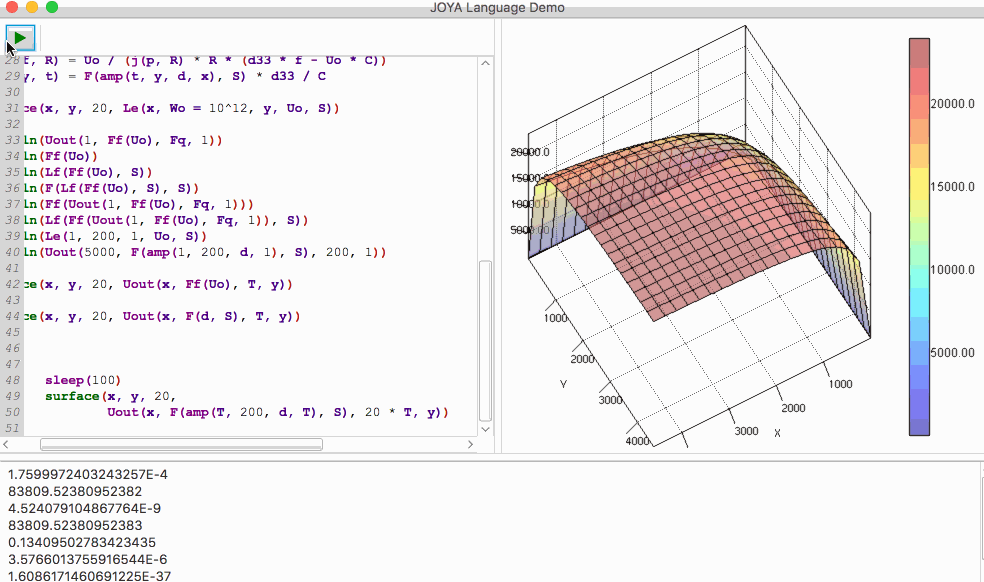 JOYA Language Demo
28 f, R) = Uo / (j(p, R) * R * (d33 * f - Uo * C))
29 y, t) = F(amp(t, y, d, x), S) * d33 / C
30
31 ce(x, y, 20, Le(x, Wo = 10^12, y, Uo, S))
32
33 ln(Uout(1, Ff(Uo), Fq, 1))
34 ln(Ff(Uo))
35 ln(Lf(Ff(Uo), S))
36 ln(F(Lf(Ff(Uo), S), S))
37 ln(Ff(Uout(1, Ff(Uo), Fq, 1)))
38 ln(Lf(Ff(Uout(1, Ff(Uo), Fq, 1)), S))
39 ln(Le(1, 200, 1, Uo, S))
40 ln(Uout(5000, F(amp(1, 200, d, 1), S), 200, 1))
41
42 ce(x, y, 20, Uout(x, Ff(Uo), T, y))
43
44 ce(x, y, 20, Uout(x, F(d, S), T, y))
45
46
47
48 sleep(100)
49 surface(x, y, 20,
50 Uout(x, F(amp(T, 200, d, T), S), 20 * T, y))
51
20000.0
15000.0
10000.0
5000.00
1000
2000
3000
4000
Y
1000
2000
3000
X
20000.0
15000.0
10000.0
5000.00
1.7599972403243257E-4
83809.52380952382
4.524079104867764E-9
83809.52380952383
0.13409502783423435
3.5766013755916544E-6
1.6086171460691225E-37